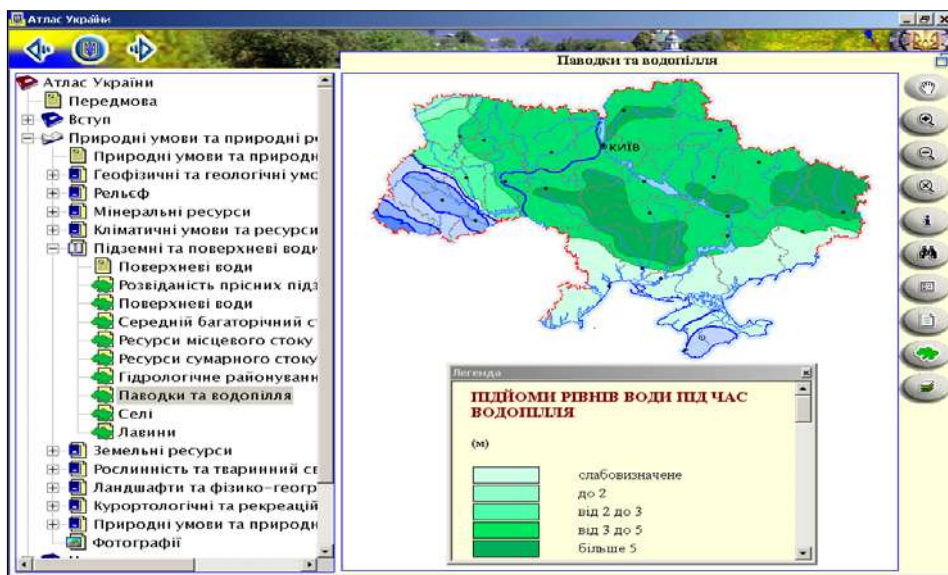 Атлас України
Паводки та водопілля
Атлас України
Передмова
Вступ
Природні умови та природні ре
Природні умови та природн
Геофізичні та геологічні умо
Рельєф
Мінеральні ресурси
Кліматичні умови та ресурси
Підземні та поверхневі води
Поверхневі води
Розвіданість прісних підз
Поверхневі води
Середній багаторічний с
Ресурси місцевого стоку
Ресурси сумарного стоку
Гідрологічне районуванн
Паводки та водопілля
Селі
Лавини
Земельні ресурси
Рослинність та тваринний св
Ландшафти та фізико-геогр
Курортологічні та рекреацій
Природні умови та природн
Фотографії
КИЇВ
Легенда
ПІДЙОМИ РІВНІВ ВОДИ ПІД ЧАС
ВОДОПІЛЛЯ
(м)
слабовизначене
до 2
від 2 до 3
від 3 до 5
більше 5